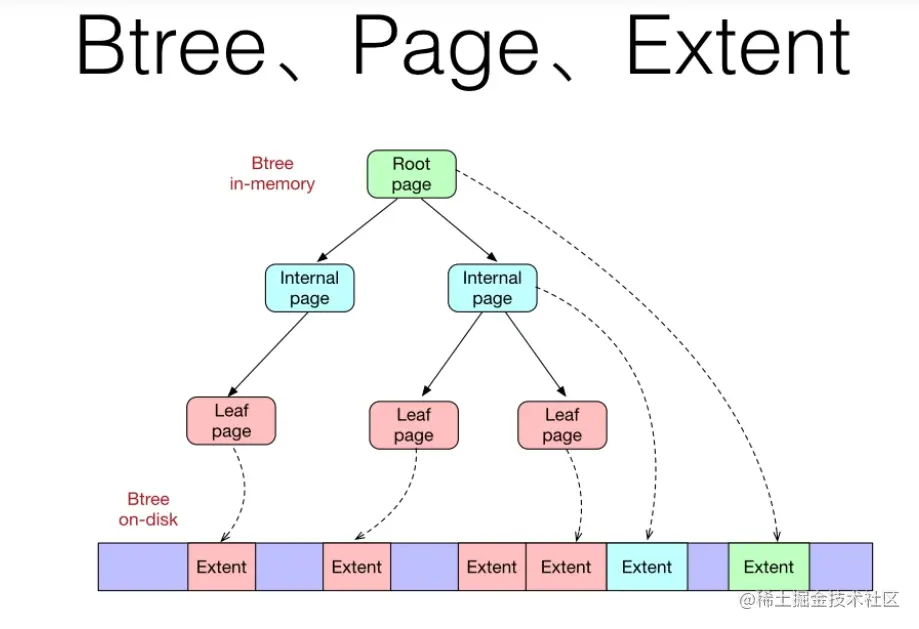 Btree、Page、Extent
Btree
in-memory
Root
page
Internal
page
Internal
page
Leaf
page
Leaf
page
Leaf
page
Btree
on-disk
Extent
Extent
Extent
Extent
Extent
Extent
@稀土掘金技术社区